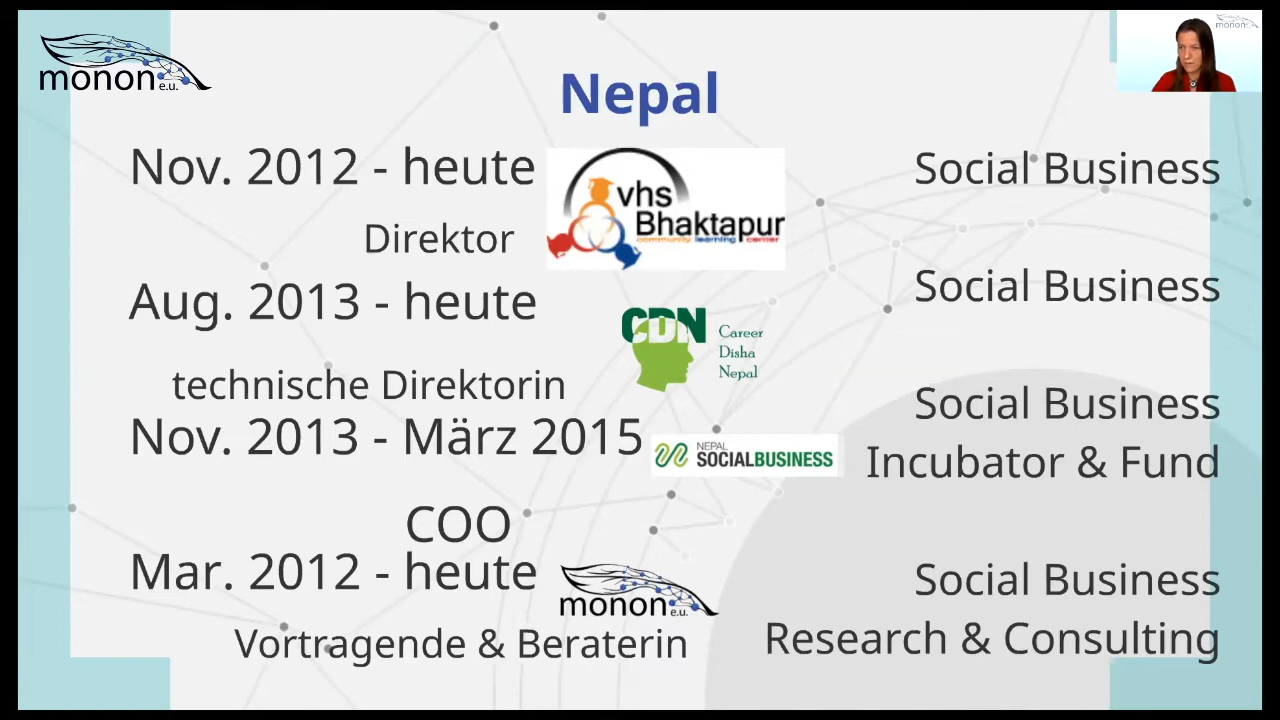 monon e.u.
monon
Nepal
Nov. 2012 - heute
vhs
Bhaktapur
community learning center
Social Business
Direktor
Aug. 2013 - heute
CDN
Career
Disha
Nepal
Social Business
technische Direktorin
Nov. 2013 - März 2015
NEPAL
SOCIALBUSINESS
Social Business
Incubator & Fund
COO
Mar. 2012 - heute
monon e.u.
Social Business
Vortragende & Beraterin
Research & Consulting